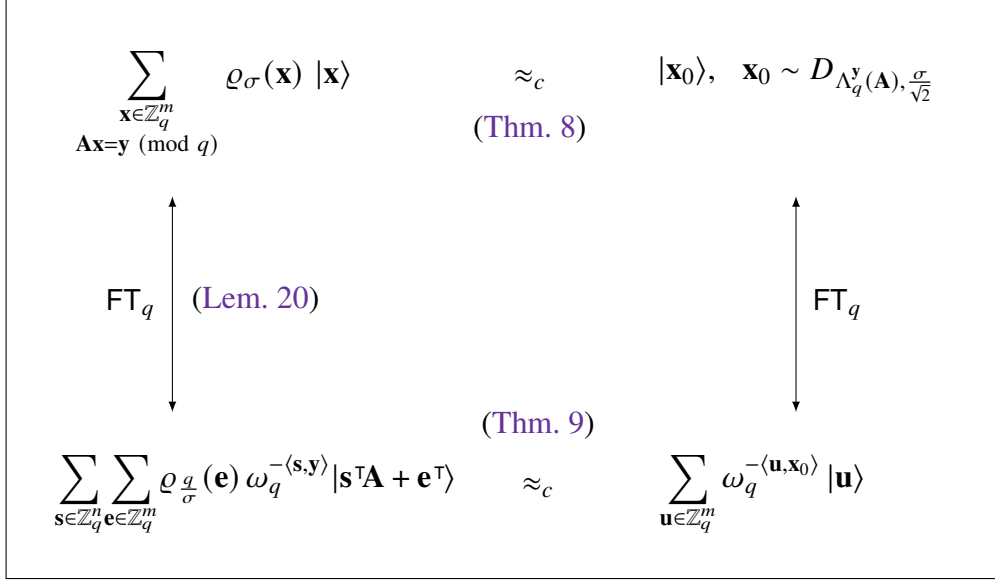 ∑_{𝐱∈ℤ_q^m, 𝐀𝐱=𝐲 (mod q)} ϱ_σ(𝐱) |𝐱⟩ ≈_c |𝐱_0⟩, 𝐱_0 ∼ D_{Λ_q^𝐲(𝐀), σ/√2}
(Thm. 8)
FT_q (Lem. 20) FT_q
(Thm. 9)
∑_{𝐬∈ℤ_q^n} ∑_{𝐞∈ℤ_q^m} ϱ_{q/σ}(𝐞) ω_q^{-⟨𝐬,𝐲⟩} |𝐬^⊺𝐀 + 𝐞^⊺⟩ ≈_c ∑_{𝐮∈ℤ_q^m} ω_q^{-⟨𝐮,𝐱_0⟩} |𝐮⟩